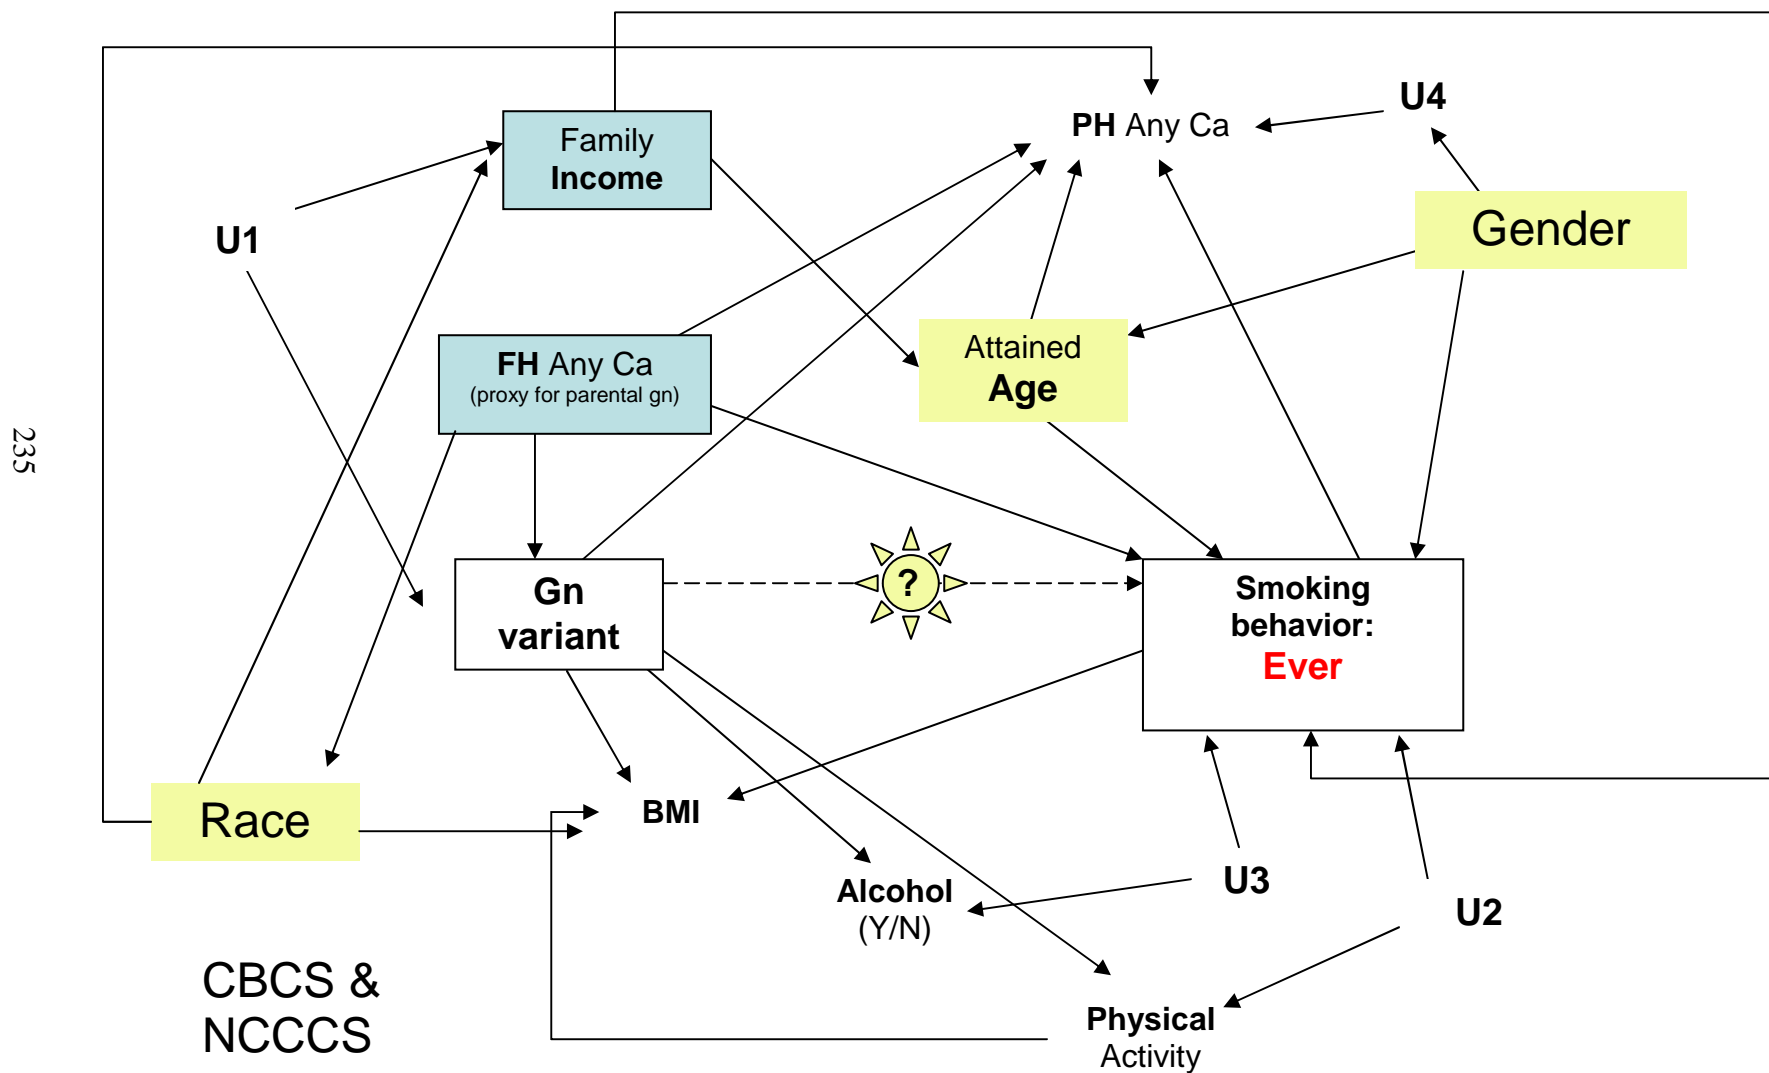 U4
PH Any Ca
Family
Income
Gender
U1
Attained
Age
FH Any Ca
(proxy for parental gn)
235
Gn
variant
?
Smoking
behavior:
Ever
Race
BMI
Alcohol
(Y/N)
U3
U2
CBCS &
NCCCS
Physical
Activity